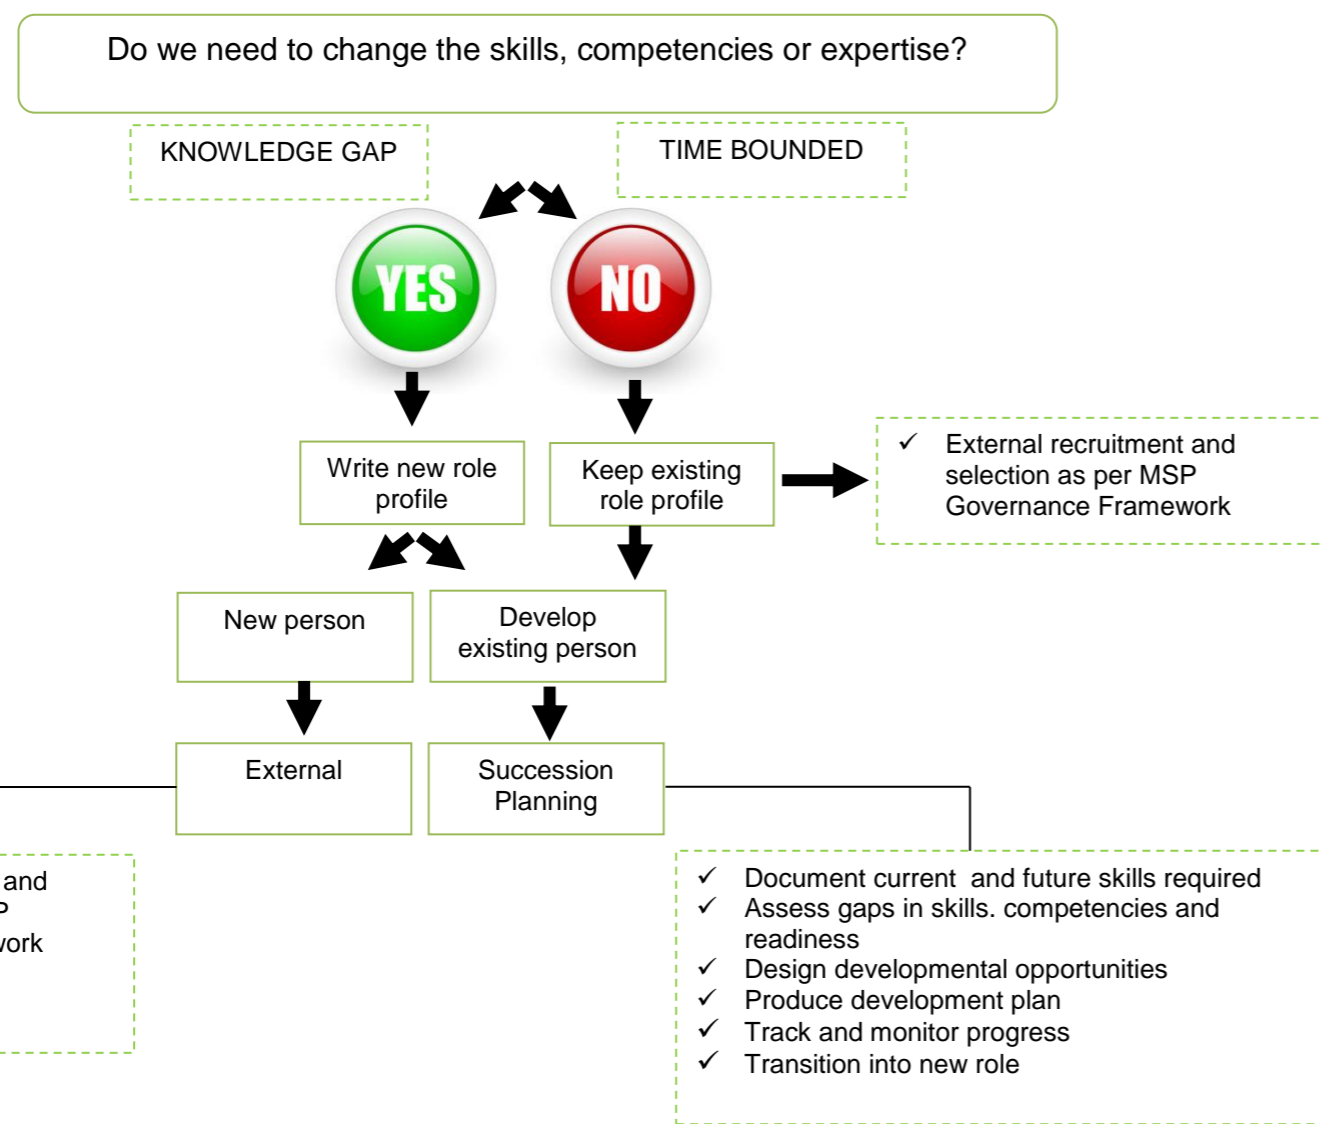 Do we need to change the skills, competencies or expertise?
KNOWLEDGE GAP
TIME BOUNDED
YES
NO
Write new role
profile
Keep existing
role profile
✓ External recruitment and
selection as per MSP
Governance Framework
New person
Develop
existing person
External
Succession
Planning
and
P
work
✓ Document current and future skills required
✓ Assess gaps in skills. competencies and
readiness
✓ Design developmental opportunities
✓ Produce development plan
✓ Track and monitor progress
✓ Transition into new role